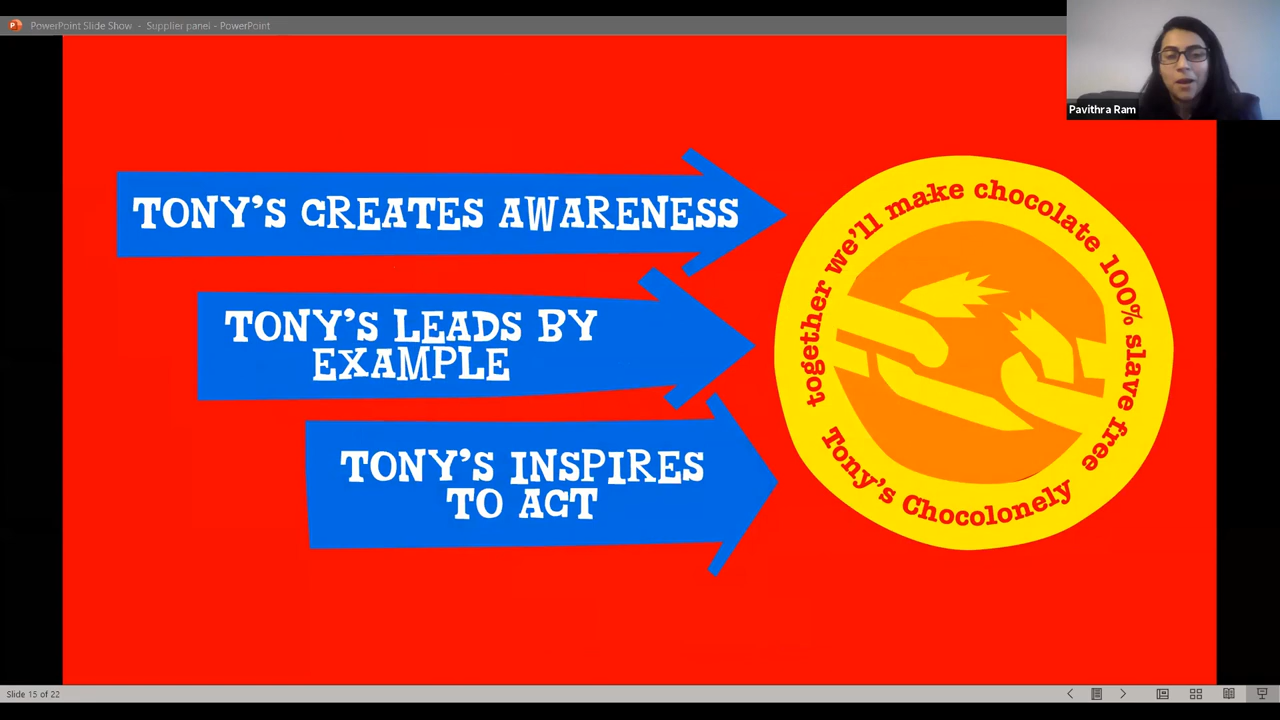 PowerPoint Slide Show - Supplier panel - PowerPoint
Pavithra Ram
TONY'S CREATES AWARENESS
TONY'S LEADS BY
EXAMPLE
TONY'S INSPIRES
TO ACT
together we'll make chocolate 100% slave free
Tony's Chocolonely
Slide 15 of 22